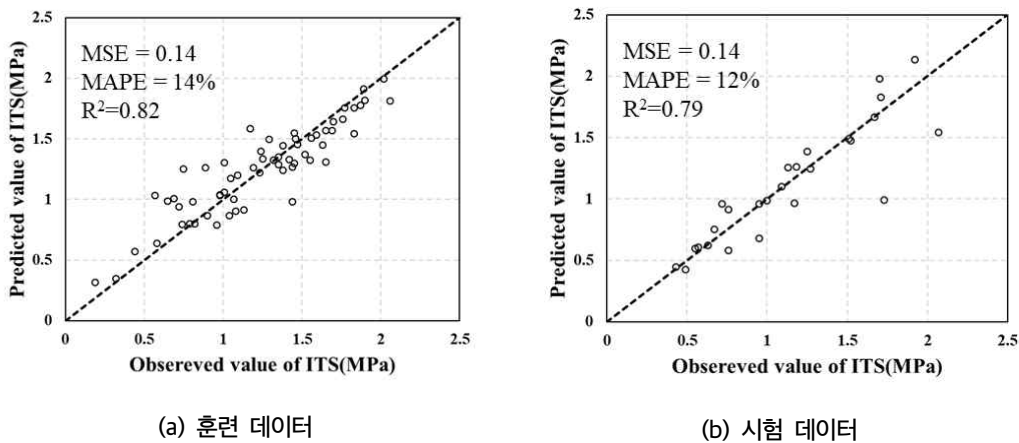 2.5
2
1.5
1
0.5
0
0
0.5
1
1.5
2
2.5
Predicted value of ITS(MPa)
Obsereved value of ITS(MPa)
MSE = 0.14
MAPE = 14%
R²=0.82
(a) 훈련 데이터
2.5
2
1.5
1
0.5
0
0
0.5
1
1.5
2
2.5
Predicted value of ITS(MPa)
Obsereved value of ITS(MPa)
MSE = 0.14
MAPE = 12%
R²=0.79
(b) 시험 데이터